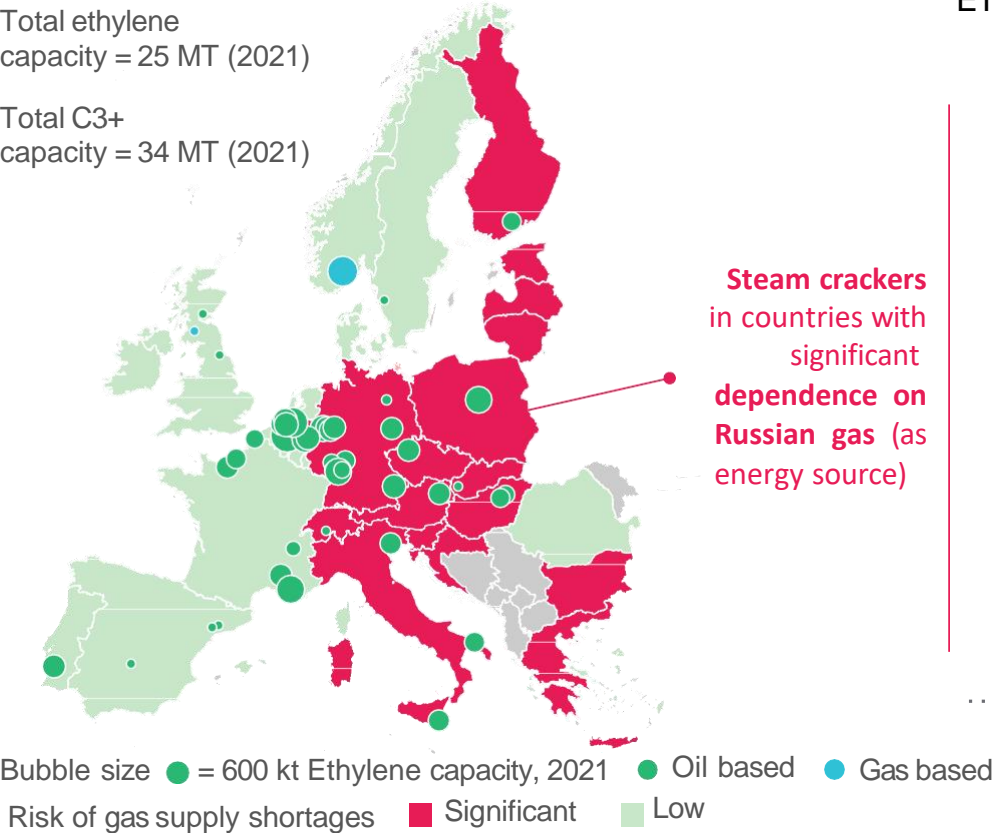 Total ethylene
capacity = 25 MT (2021)
Total C3+
capacity = 34 MT (2021)
Steam crackers
in countries with
significant
dependence on
Russian gas (as
energy source)
Bubble size = 600 kt Ethylene capacity, 2021 Oil based Gas based
Risk of gas supply shortages Significant Low